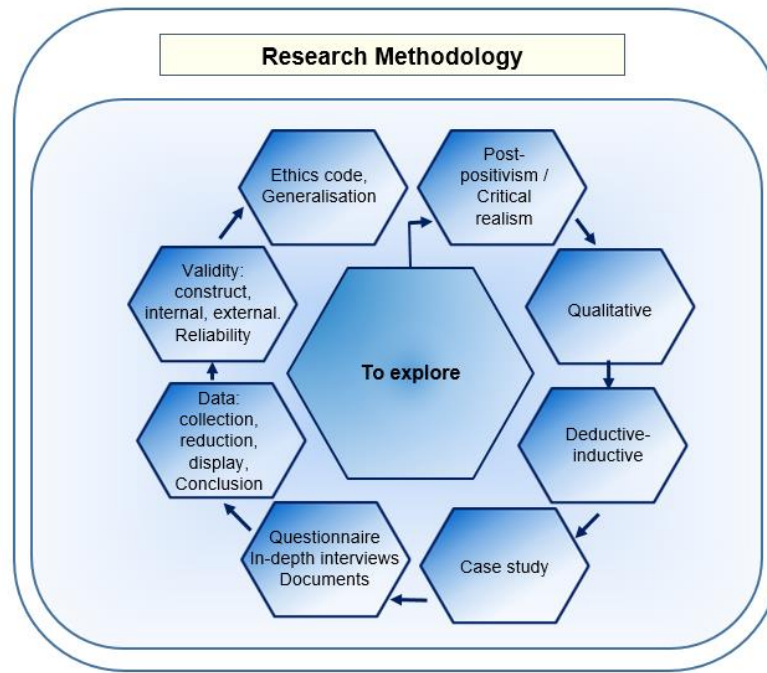 Research Methodology
Ethics code,
Generalisation
Post-
positivism /
Critical
realism
Validity:
construct,
internal, external.
Reliability
Qualitative
To explore
Data:
collection,
reduction,
display,
Conclusion
Deductive-
inductive
Questionnaire
In-depth interviews
Documents
Case study